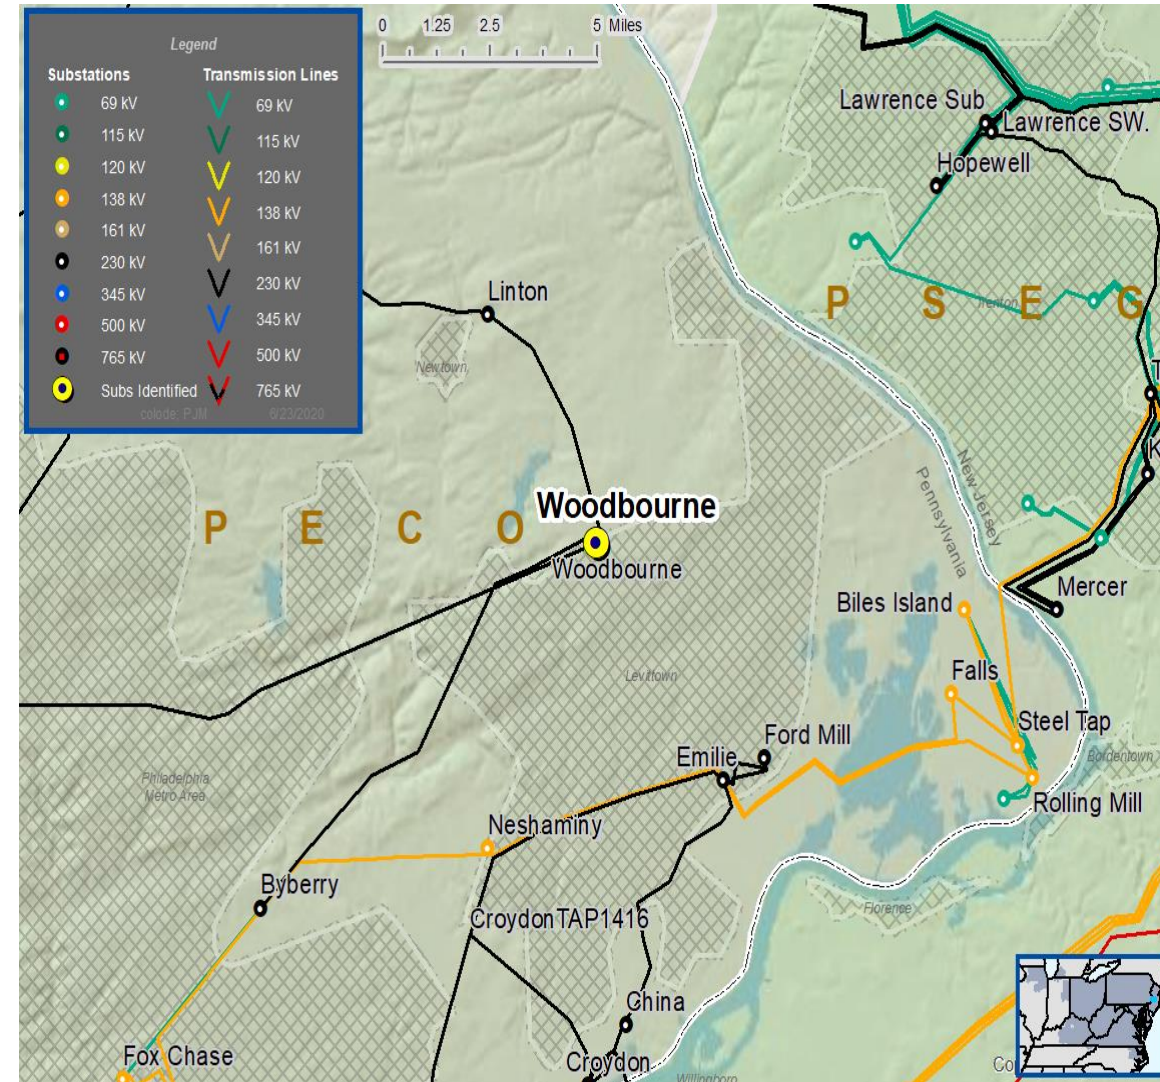 Legend
Substations
Transmission Lines
69 kV
69 kV
115 kV
115 kV
120 kV
120 kV
138 kV
138 kV
161 kV
161 kV
230 kV
230 kV
345 kV
345 kV
500 kV
500 kV
765 kV
765 kV
Subs Identified
colode: PJM 6/23/2020
0 1.25 2.5 5 Miles
Lawrence Sub
Lawrence SW.
Hopewell
Linton
P S E G
Trenton
Newtown
Woodbourne
P E C O
Woodbourne
New Jersey
Pennsylvania
Mercer
Biles Island
Falls
Levittown
Steel Tap
Ford Mill
Emilie
Bordentown
Philadelphia
Metro Area
Rolling Mill
Neshaminy
Byberry
CroydonTAP1416
Florence
China
Fox Chase
Croydon
Willingboro